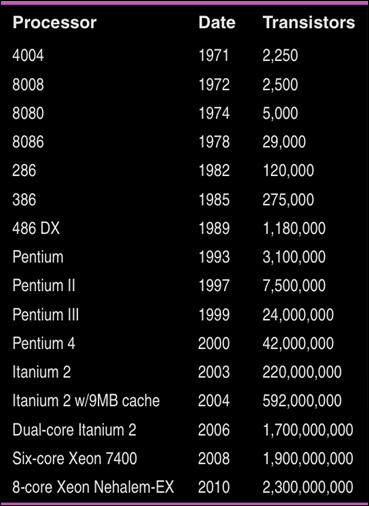 Processor Date Transistors
4004 1971 2,250
8008 1972 2,500
8080 1974 5,000
8086 1978 29,000
286 1982 120,000
386 1985 275,000
486 DX 1989 1,180,000
Pentium 1993 3,100,000
Pentium II 1997 7,500,000
Pentium III 1999 24,000,000
Pentium 4 2000 42,000,000
Itanium 2 2003 220,000,000
Itanium 2 w/9MB cache 2004 592,000,000
Dual-core Itanium 2 2006 1,700,000,000
Six-core Xeon 7400 2008 1,900,000,000
8-core Xeon Nehalem-EX 2010 2,300,000,000